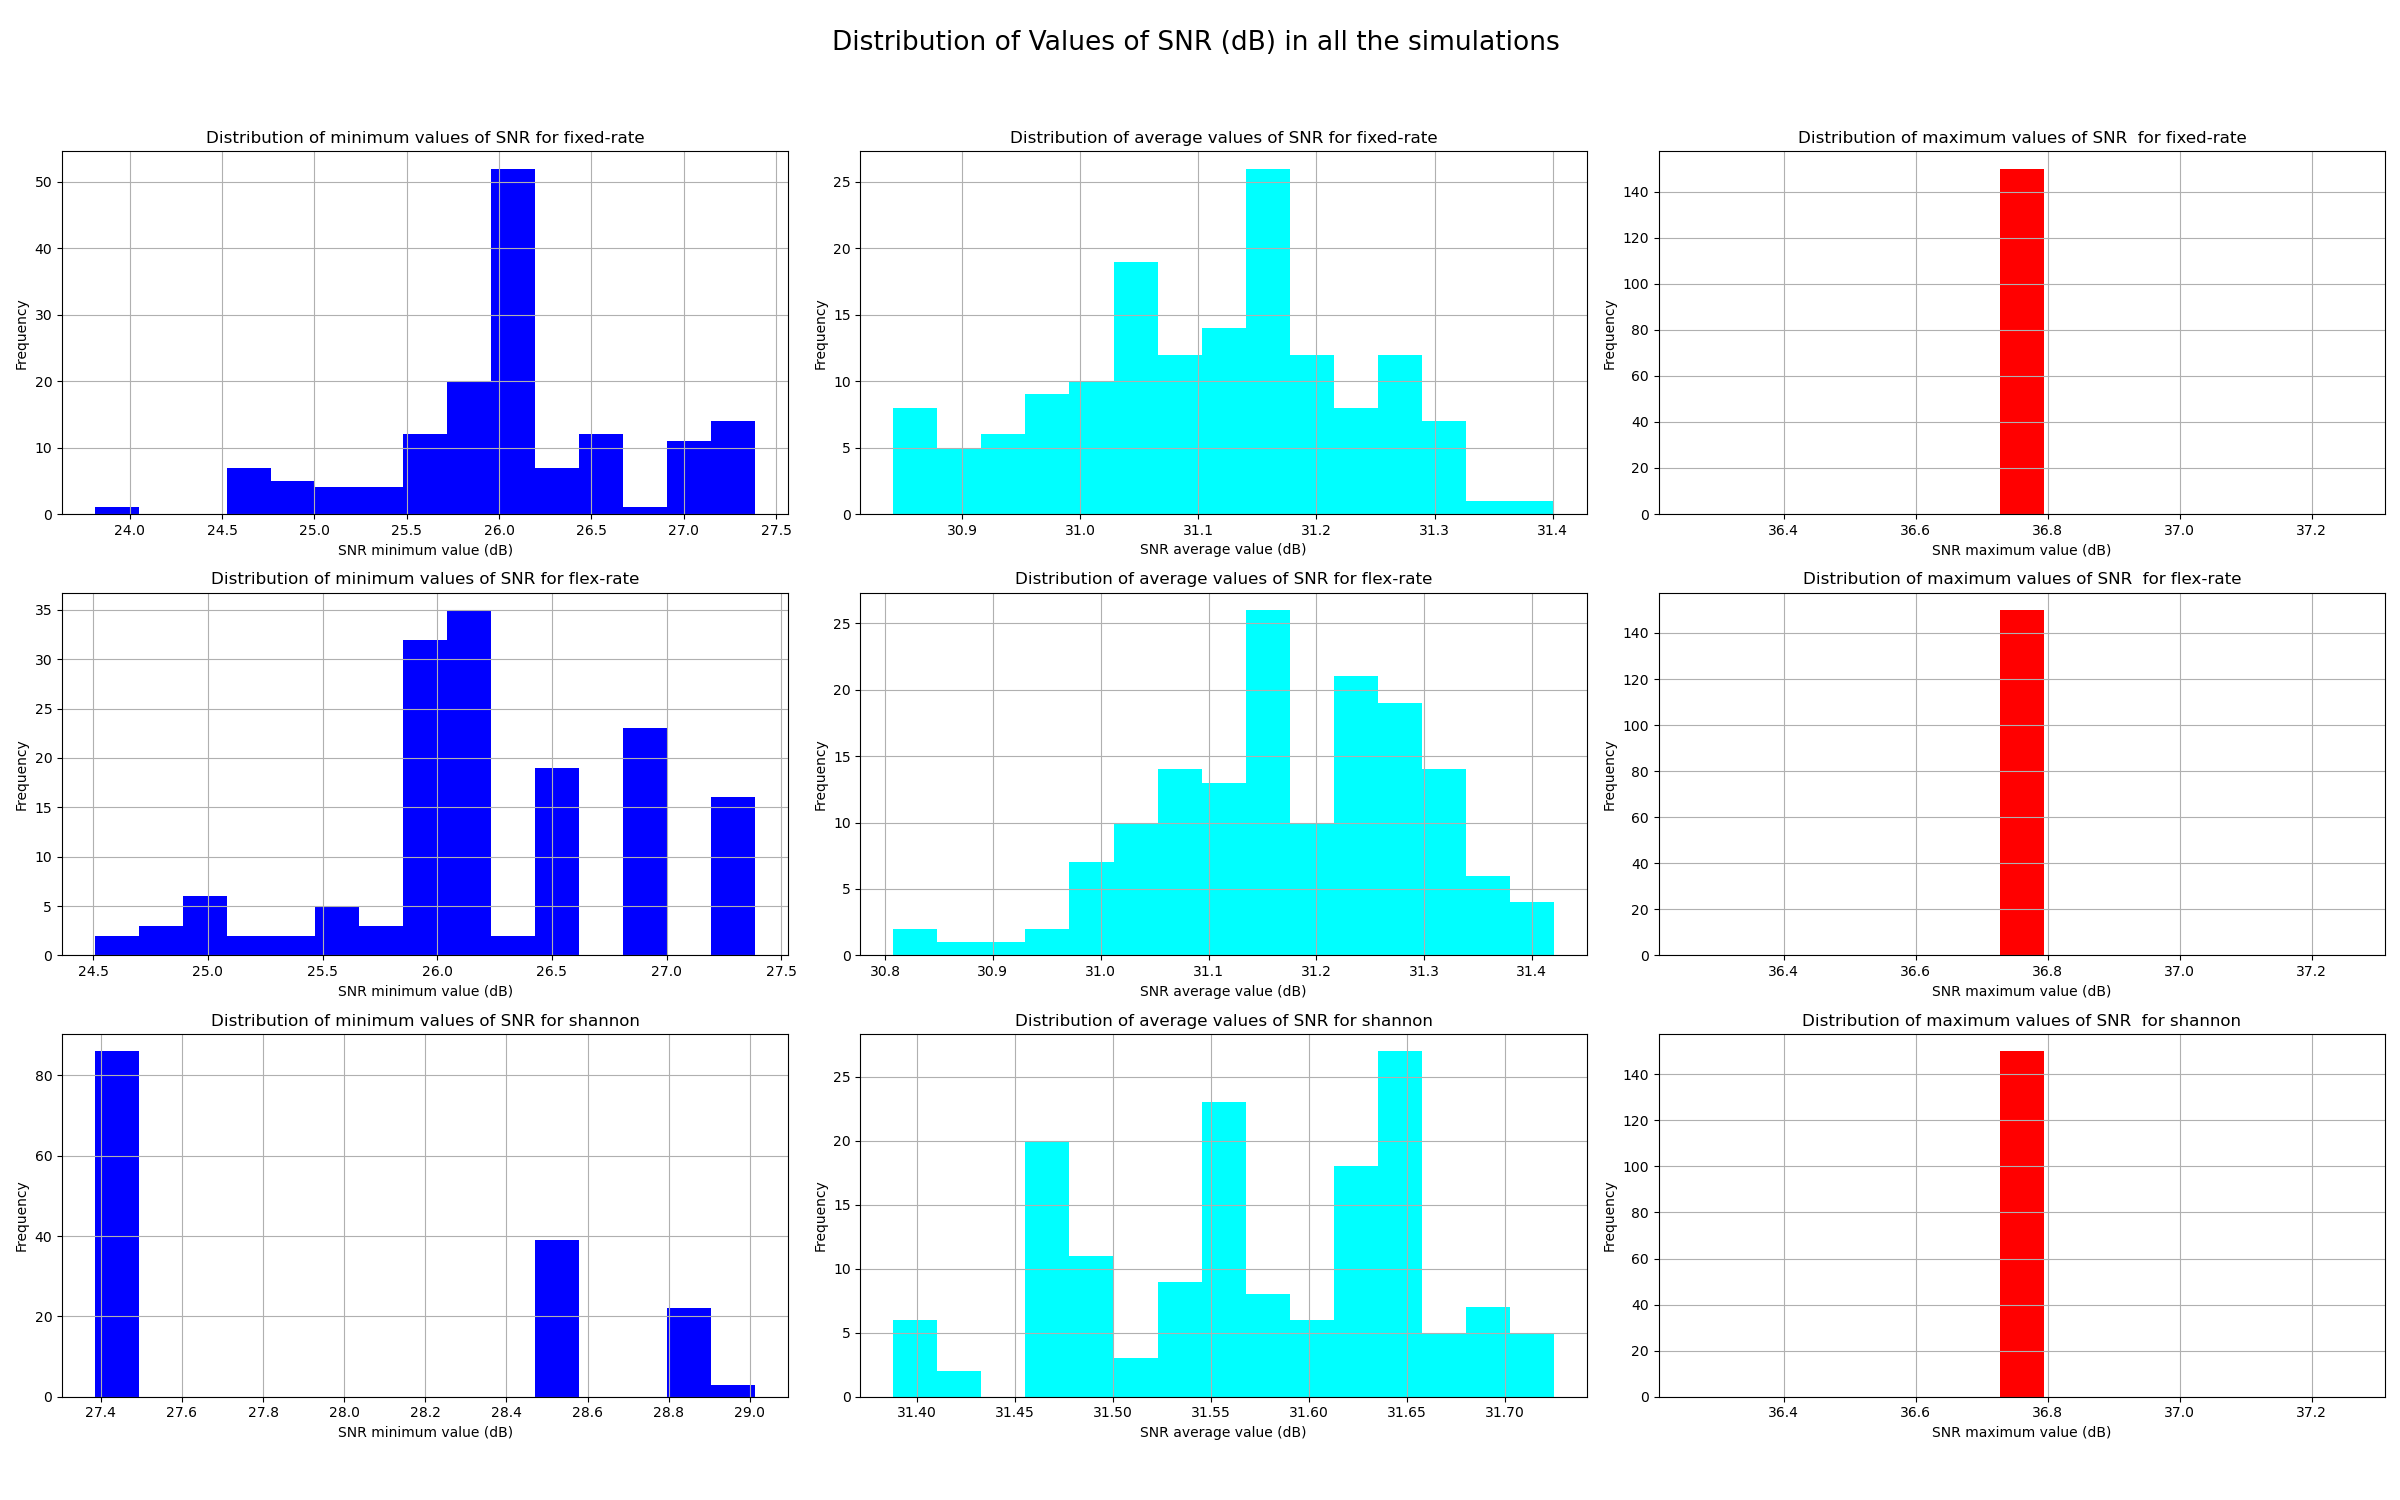 Distribution of Values of SNR (dB) in all the simulations
Distribution of minimum values of SNR for fixed-rate
Frequency
50
40
30
20
10
0
24.0 24.5 25.0 25.5 26.0 26.5 27.0 27.5
SNR minimum value (dB)
Distribution of average values of SNR for fixed-rate
Frequency
25
20
15
10
5
0
30.9 31.0 31.1 31.2 31.3 31.4
SNR average value (dB)
Distribution of maximum values of SNR  for fixed-rate
Frequency
140
120
100
80
60
40
20
0
36.4 36.6 36.8 37.0 37.2
SNR maximum value (dB)
Distribution of minimum values of SNR for flex-rate
Frequency
35
30
25
20
15
10
5
0
24.5 25.0 25.5 26.0 26.5 27.0 27.5
SNR minimum value (dB)
Distribution of average values of SNR for flex-rate
Frequency
25
20
15
10
5
0
30.8 30.9 31.0 31.1 31.2 31.3 31.4
SNR average value (dB)
Distribution of maximum values of SNR  for flex-rate
Frequency
140
120
100
80
60
40
20
0
36.4 36.6 36.8 37.0 37.2
SNR maximum value (dB)
Distribution of minimum values of SNR for shannon
Frequency
80
60
40
20
0
27.4 27.6 27.8 28.0 28.2 28.4 28.6 28.8 29.0
SNR minimum value (dB)
Distribution of average values of SNR for shannon
Frequency
25
20
15
10
5
0
31.40 31.45 31.50 31.55 31.60 31.65 31.70
SNR average value (dB)
Distribution of maximum values of SNR  for shannon
Frequency
140
120
100
80
60
40
20
0
36.4 36.6 36.8 37.0 37.2
SNR maximum value (dB)